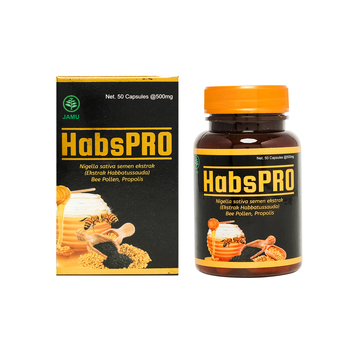 Net. 50 Capsules @500mg
JAMU
HabsPRO
Nigella sativa semen ekstrak
(Ekstrak Habbatussauda)
Bee Pollen, Propolis
Net. 50 Capsules @500mg
HabsPRO
Nigella sativa semen ekstrak
(Ekstrak Habbatussauda)
Bee Pollen, Propolis